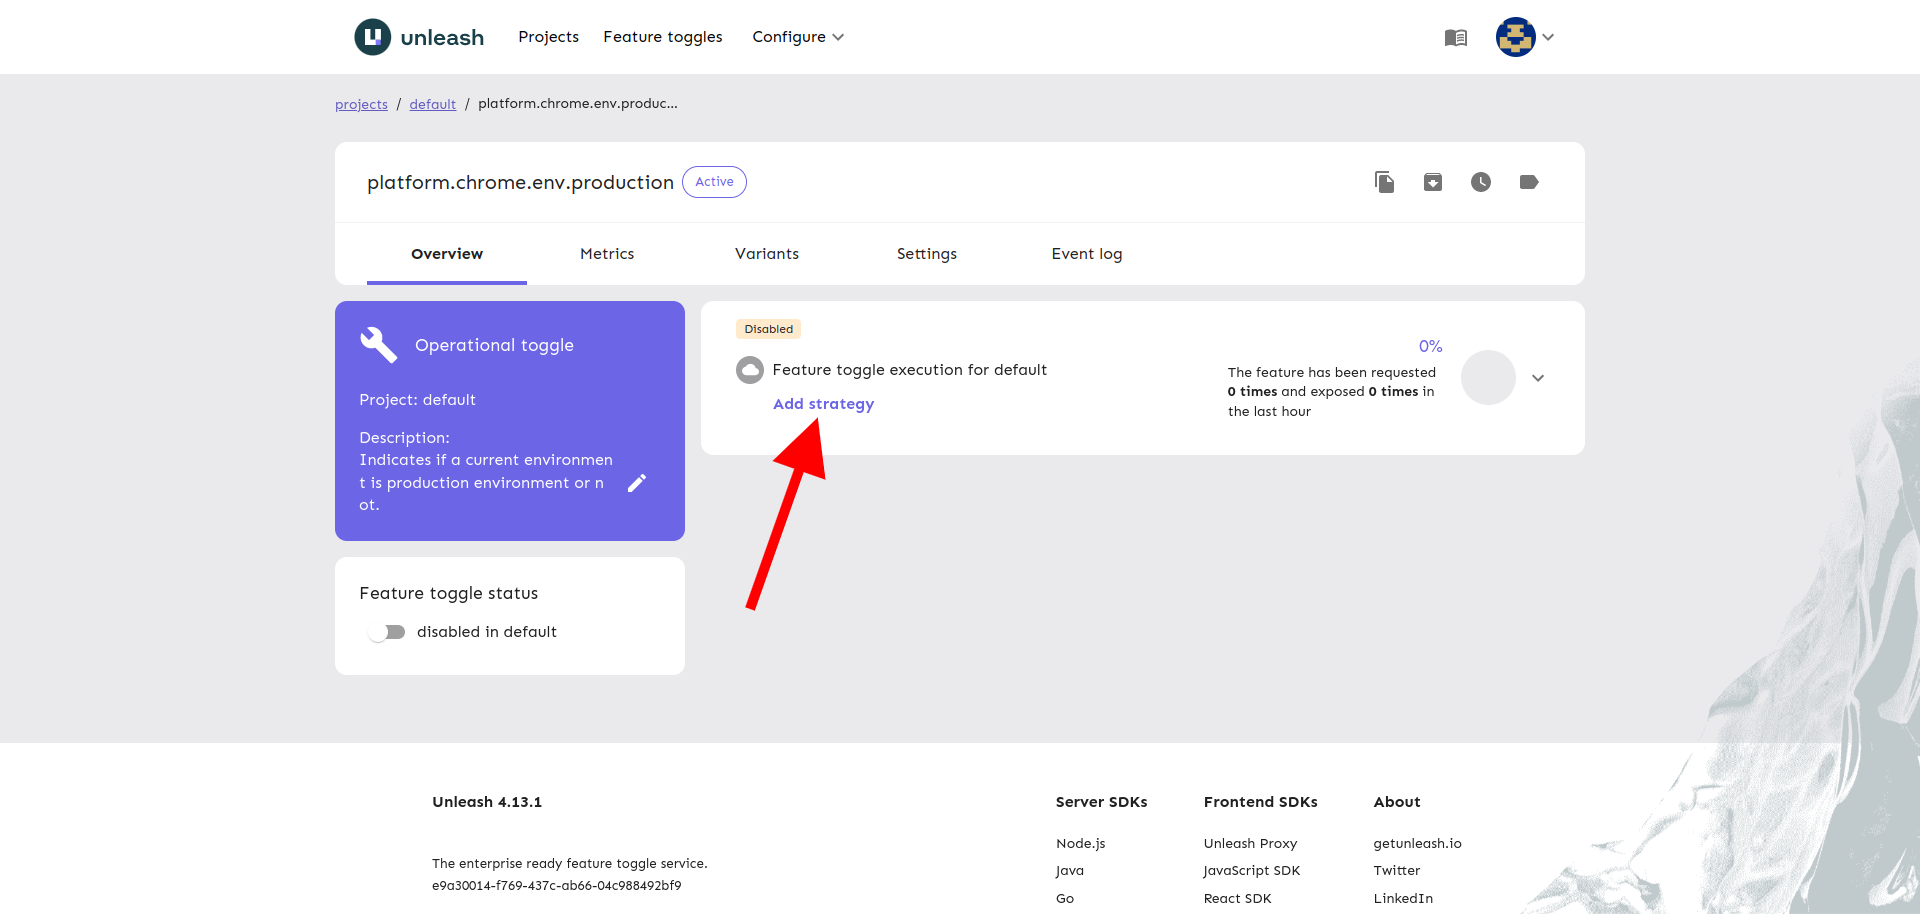 unleash
Projects
Feature toggles
Configure
projects / default / platform.chrome.env.produc...
platform.chrome.env.production
Active
Overview
Metrics
Variants
Settings
Event log
Operational toggle
Project: default
Description:
Indicates if a current environmen
t is production environment or n
ot.
Feature toggle status
disabled in default
Disabled
Feature toggle execution for default
Add strategy
0%
The feature has been requested
0 times and exposed 0 times in
the last hour
Unleash 4.13.1
The enterprise ready feature toggle service.
e9a30014-f769-437c-ab66-04c988492bf9
Server SDKs
Node.js
Java
Go
Frontend SDKs
Unleash Proxy
JavaScript SDK
React SDK
About
getunleash.io
Twitter
LinkedIn